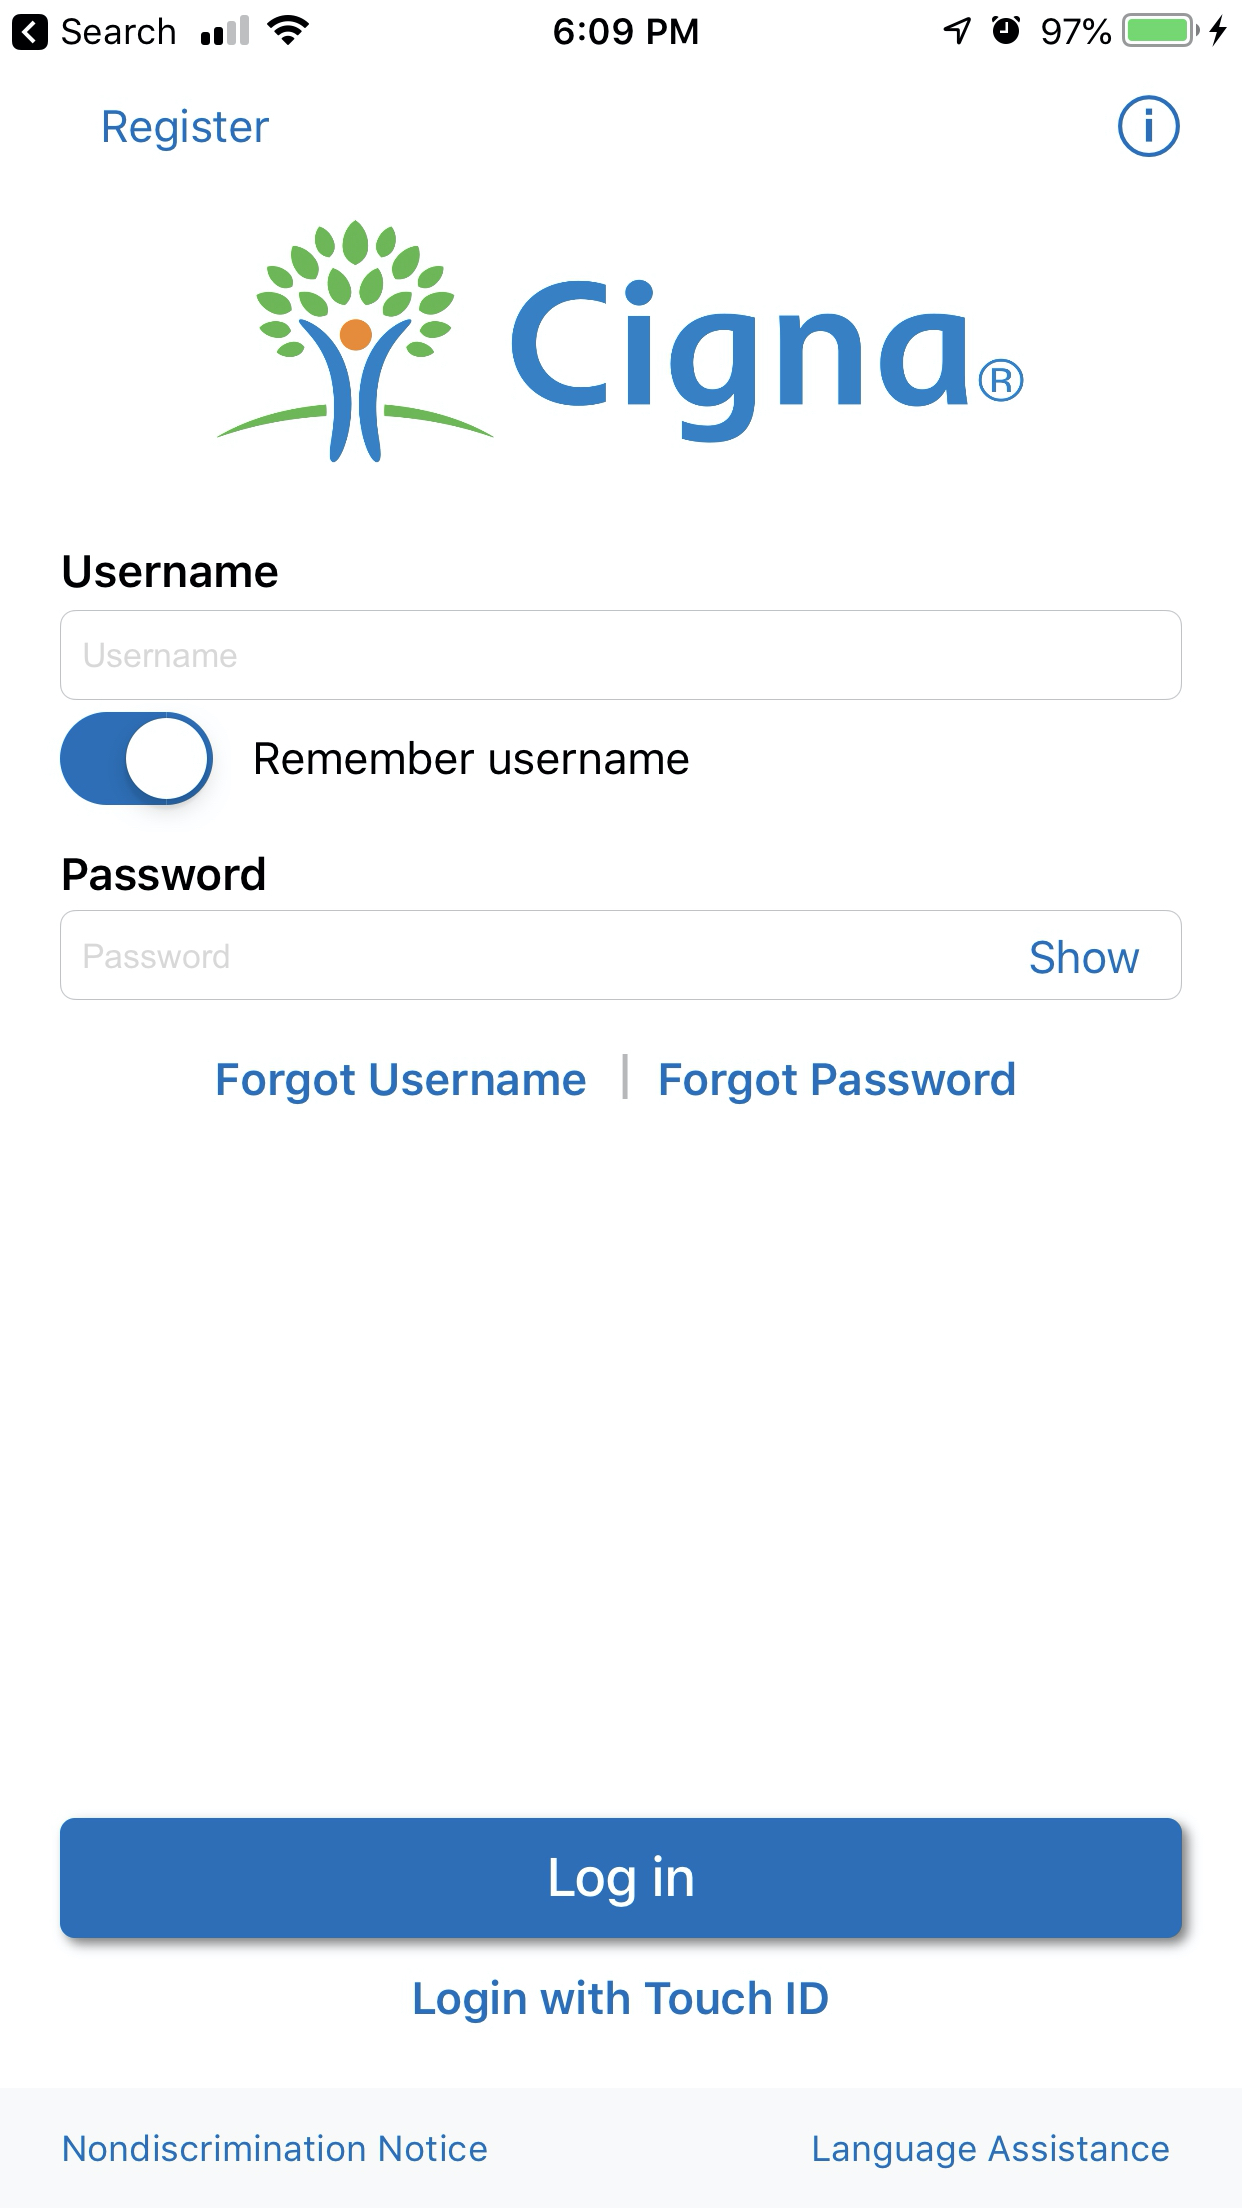 Search 6:09 PM 97%
Register
Cigna®
Username
Username
Remember username
Password
Password Show
Forgot Username | Forgot Password
Log in
Login with Touch ID
Nondiscrimination Notice Language Assistance